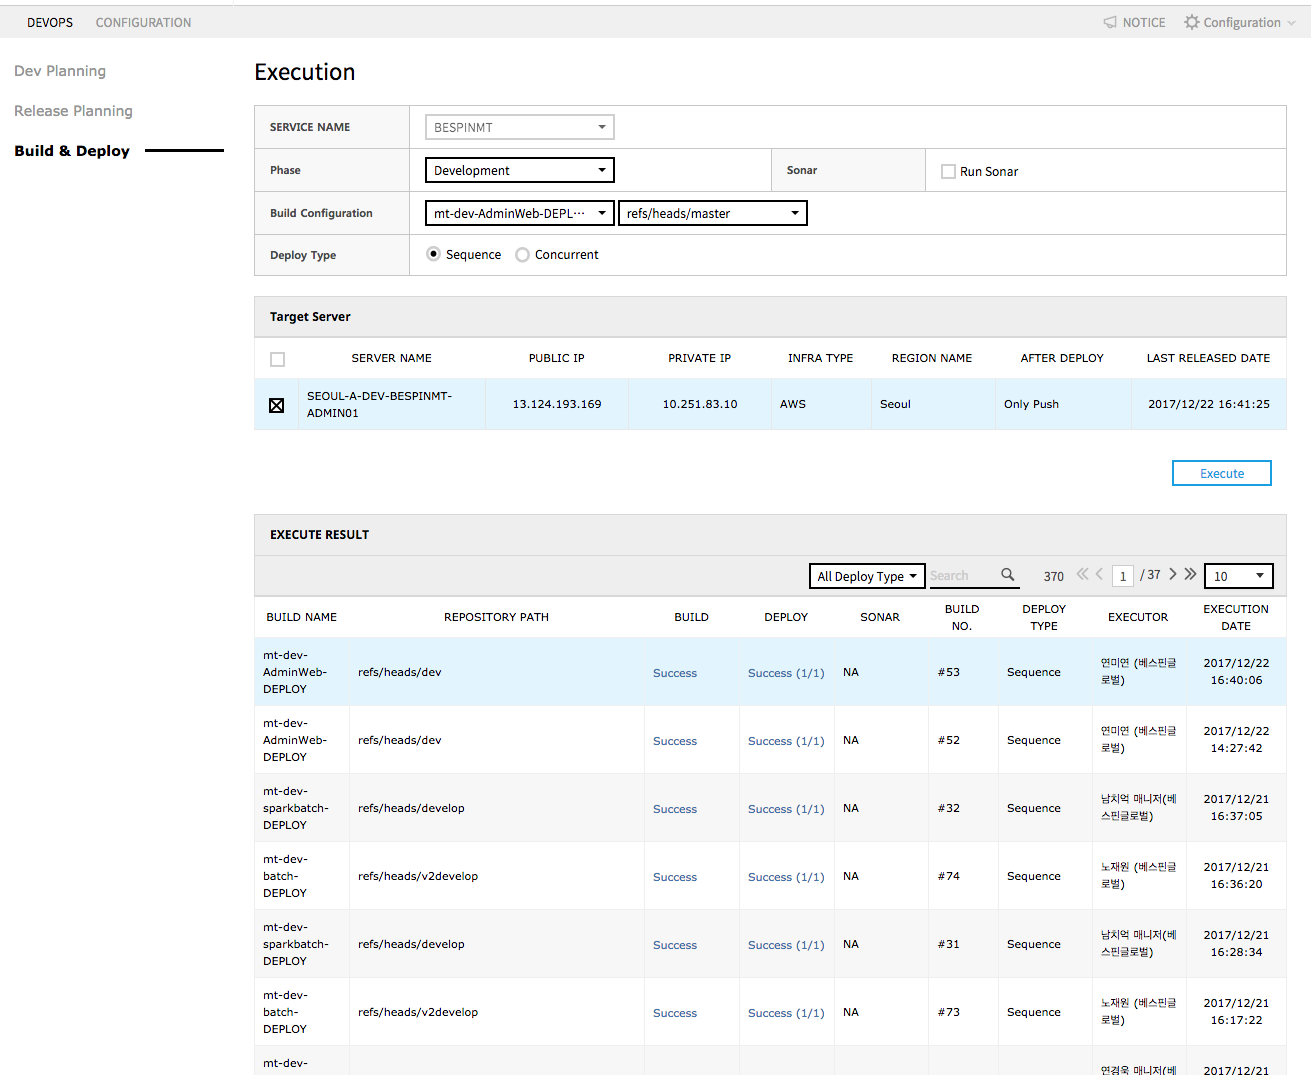 DEVOPS CONFIGURATION NOTICE Configuration
Dev Planning
Release Planning
Build & Deploy
Execution
SERVICE NAME BESPINMT
Phase Development Sonar Run Sonar
Build Configuration mt-dev-AdminWeb-DEPL··· refs/heads/master
Deploy Type Sequence Concurrent
Target Server
SERVER NAME PUBLIC IP PRIVATE IP INFRA TYPE REGION NAME AFTER DEPLOY LAST RELEASED DATE
SEOUL-A-DEV-BESPINMT-
ADMIN01 13.124.193.169 10.251.83.10 AWS Seoul Only Push 2017/12/22 16:41:25
Execute
EXECUTE RESULT
All Deploy Type Search 370 1 / 37 10
BUILD NAME REPOSITORY PATH BUILD DEPLOY SONAR BUILD
NO. DEPLOY
TYPE EXECUTOR EXECUTION
DATE
mt-dev-
AdminWeb-
DEPLOY refs/heads/dev Success Success (1/1) NA #53 Sequence 연미연 (베스핀글
로벌) 2017/12/22
16:40:06
mt-dev-
AdminWeb-
DEPLOY refs/heads/dev Success Success (1/1) NA #52 Sequence 연미연 (베스핀글
로벌) 2017/12/22
14:27:42
mt-dev-
sparkbatch-
DEPLOY refs/heads/develop Success Success (1/1) NA #32 Sequence 남치억 매니저(베
스핀글로벌) 2017/12/21
16:37:05
mt-dev-
batch-
DEPLOY refs/heads/v2develop Success Success (1/1) NA #74 Sequence 노재원 (베스핀글
로벌) 2017/12/21
16:36:20
mt-dev-
sparkbatch-
DEPLOY refs/heads/develop Success Success (1/1) NA #31 Sequence 남치억 매니저(베
스핀글로벌) 2017/12/21
16:28:34
mt-dev-
batch-
DEPLOY refs/heads/v2develop Success Success (1/1) NA #73 Sequence 노재원 (베스핀글
로벌) 2017/12/21
16:17:22
mt-dev-
연경욱 매니저(베 2017/12/21